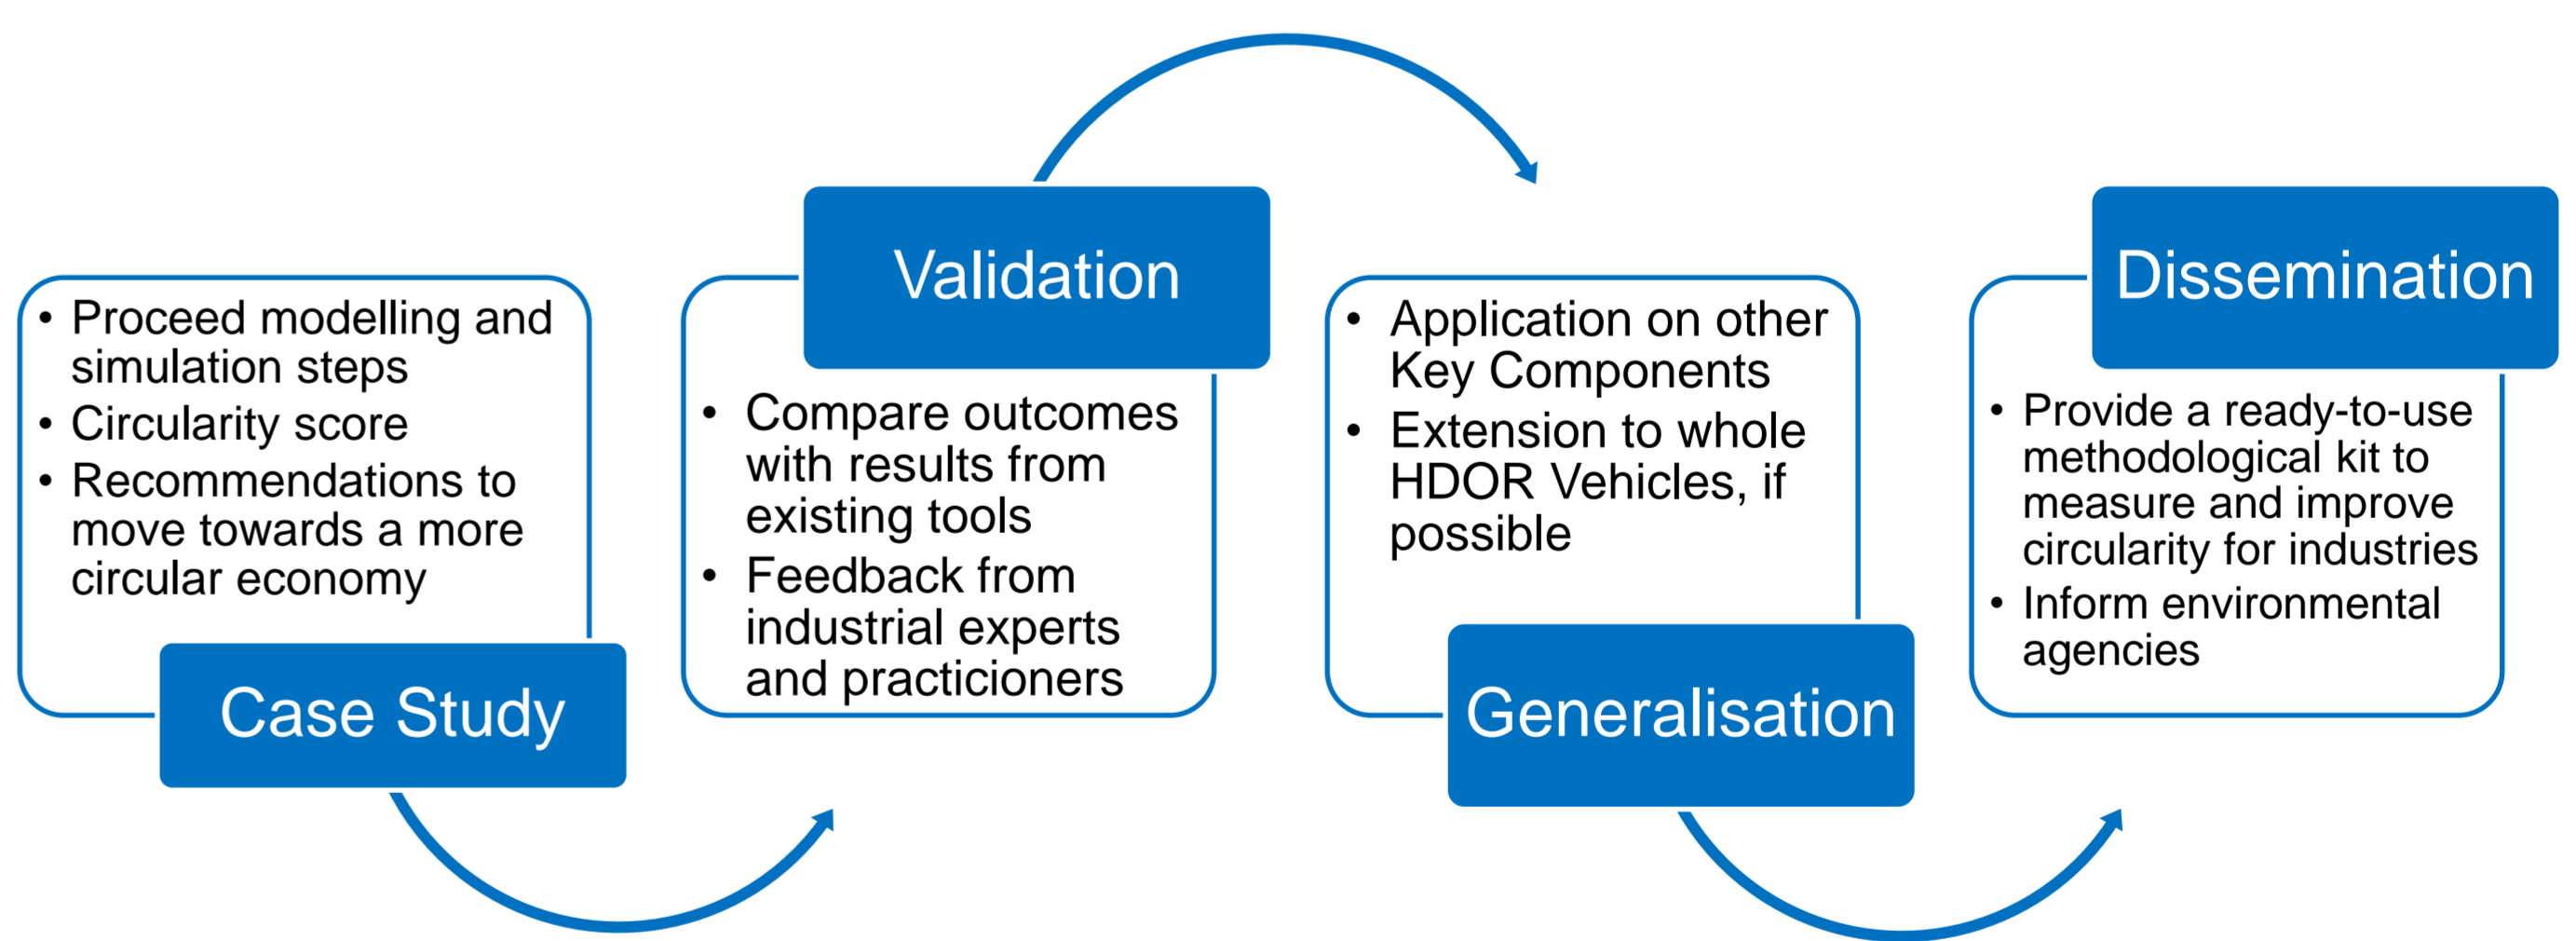 • Proceed modelling and
simulation steps
• Circularity score
• Recommendations to
move towards a more
circular economy
Case Study
Validation
• Compare outcomes
with results from
existing tools
• Feedback from
industrial experts
and practicioners
• Application on other
Key Components
• Extension to whole
HDOR Vehicles, if
possible
Generalisation
Dissemination
• Provide a ready-to-use
methodological kit to
measure and improve
circularity for industries
• Inform environmental
agencies